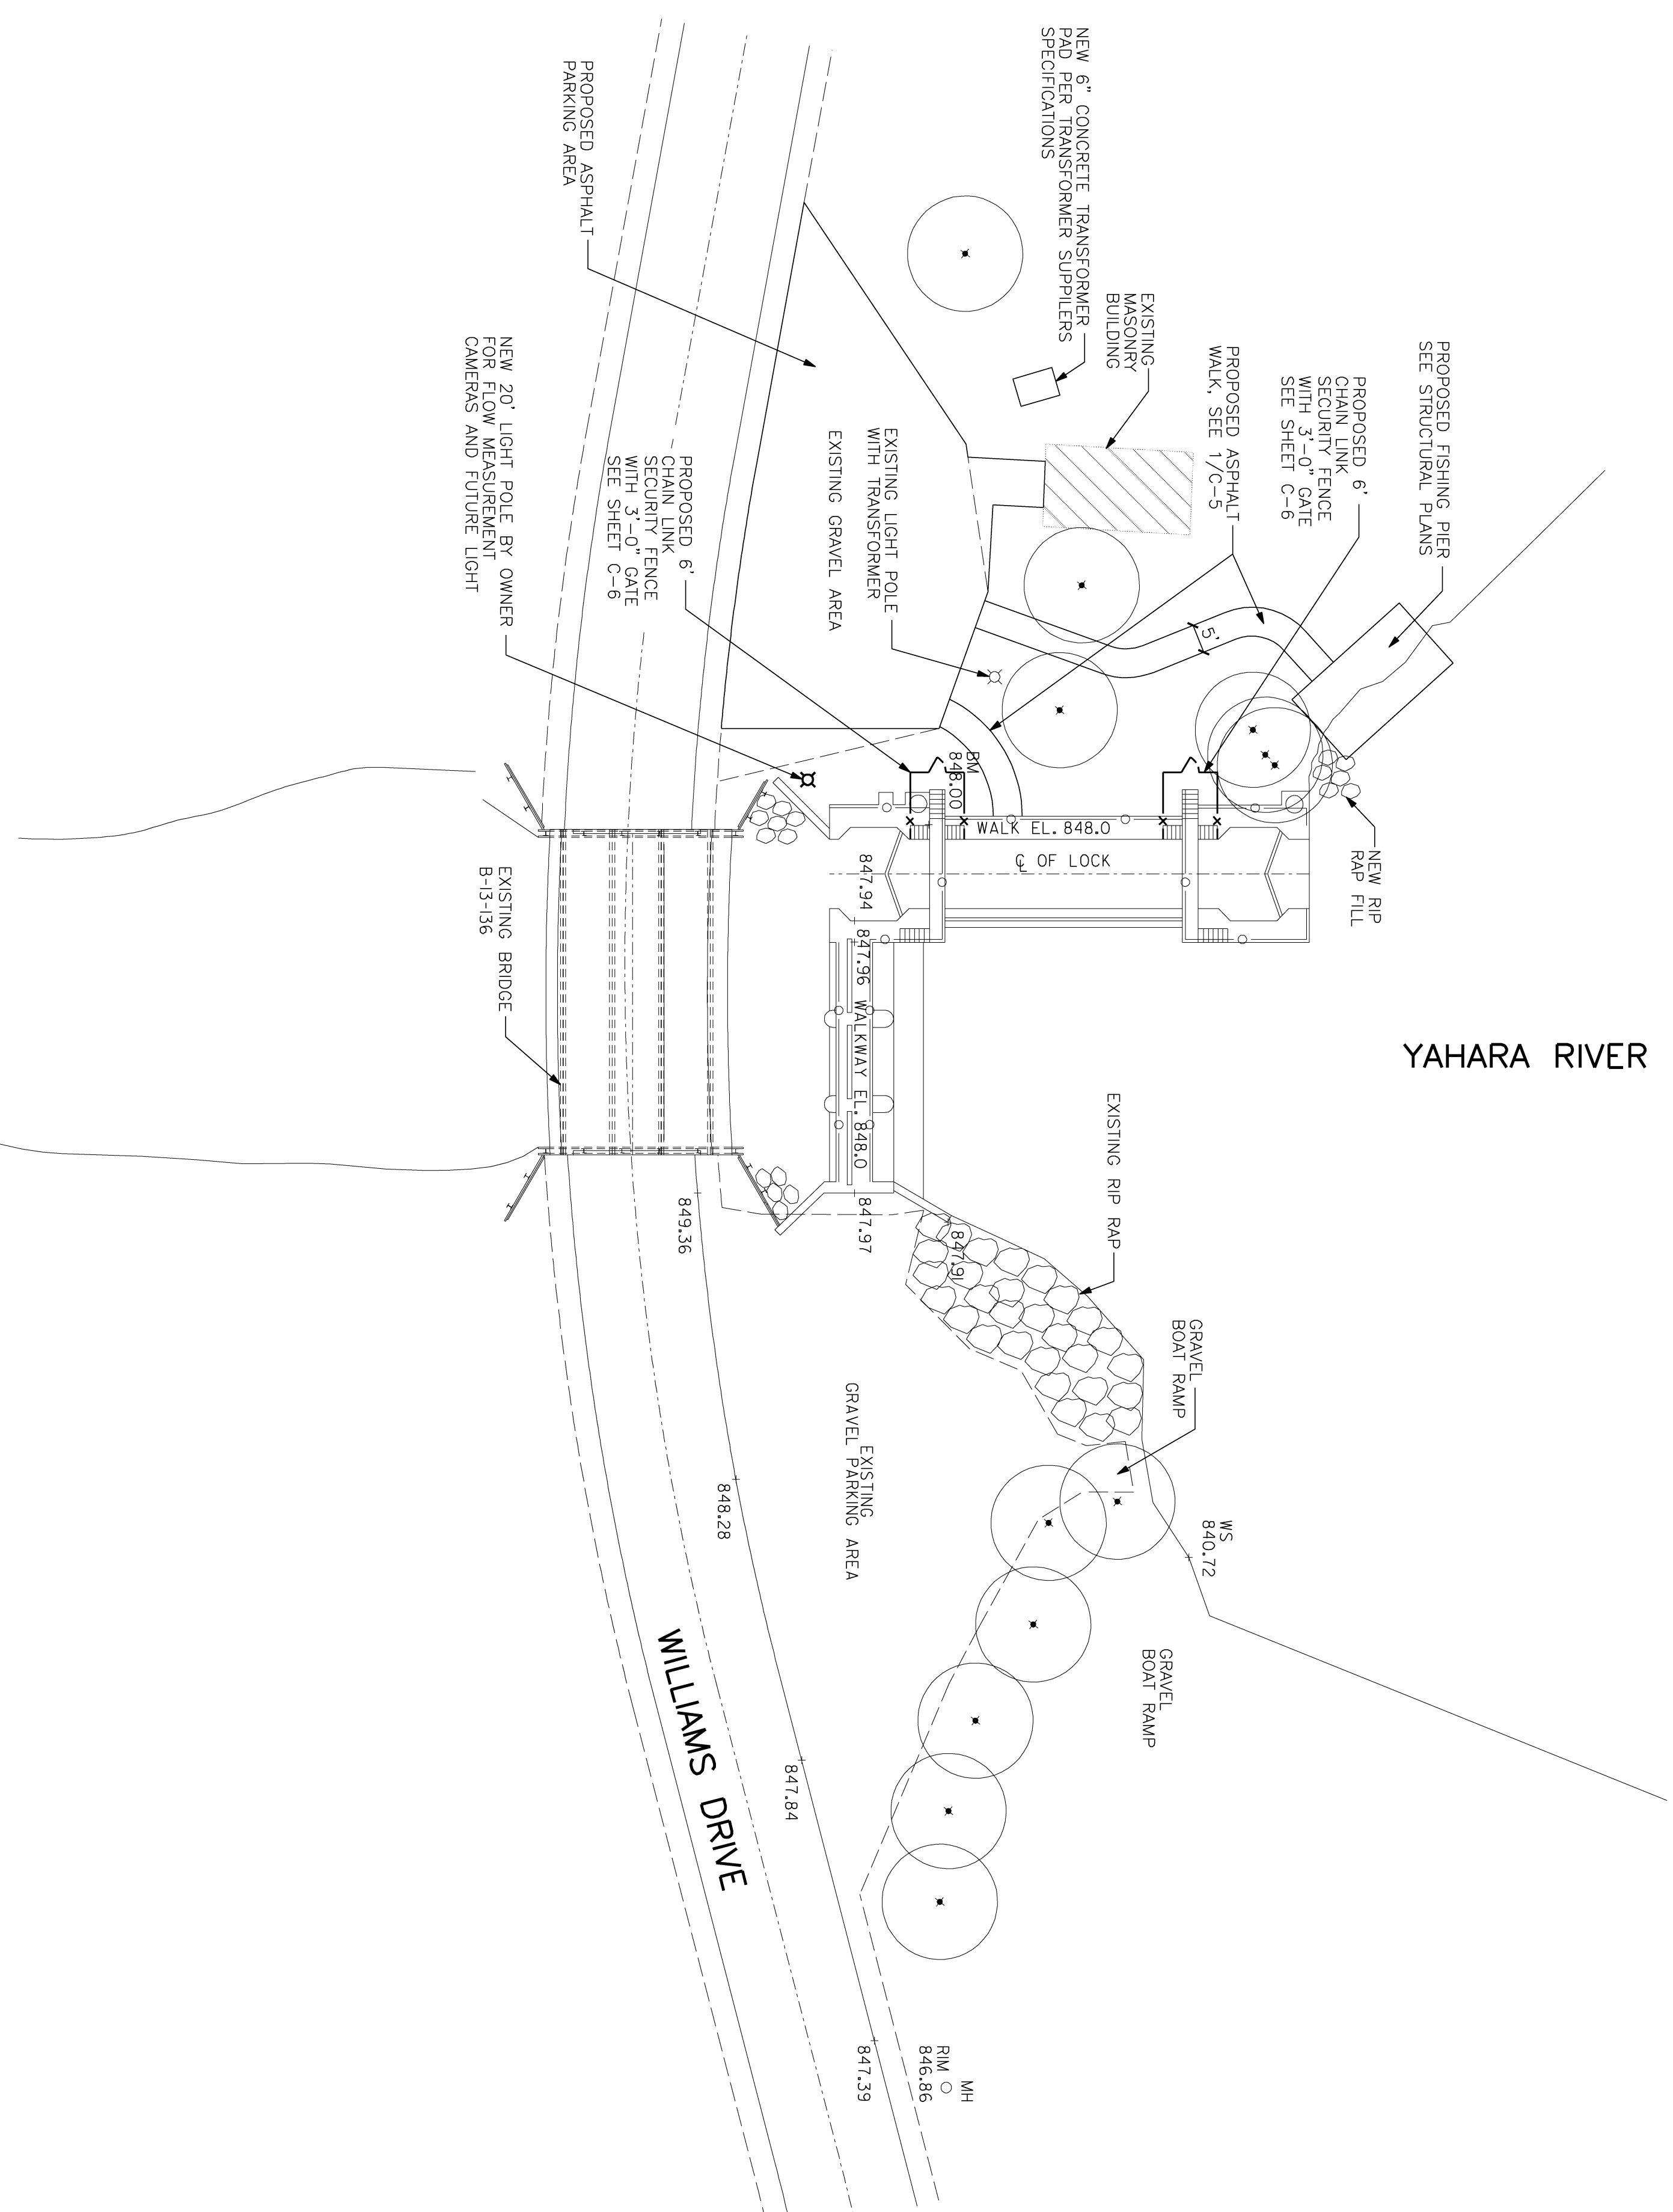 YAHARA RIVER
PROPOSED FISHING PIER
SEE STRUCTURAL PLANS
PROPOSED 6'
CHAIN LINK
SECURITY FENCE
WITH 3'-0" GATE
SEE SHEET C-6
NEW RIP
RAP FILL
PROPOSED ASPHALT
WALK, SEE 1/C-5
5'
EXISTING
MASONRY
BUILDING
NEW 6" CONCRETE TRANSFORMER
PAD PER TRANSFORMER SUPPILERS
SPECIFICATIONS
EXISTING LIGHT POLE
WITH TRANSFORMER
EXISTING GRAVEL AREA
PROPOSED 6'
CHAIN LINK
SECURITY FENCE
WITH 3'-0" GATE
SEE SHEET C-6
PROPOSED ASPHALT
PARKING AREA
NEW 20' LIGHT POLE BY OWNER
FOR FLOW MEASUREMENT
CAMERAS AND FUTURE LIGHT
BM
848.00
WALK EL. 848.0
℄ OF LOCK
847.94
847.96
WALKWAY EL. 848.0
847.97
847.91
EXISTING BRIDGE
B-13-136
849.36
EXISTING RIP RAP
GRAVEL
BOAT RAMP
WS
840.72
GRAVEL
BOAT RAMP
EXISTING
GRAVEL PARKING AREA
848.28
847.84
WILLIAMS DRIVE
847.39
MH
RIM
846.86